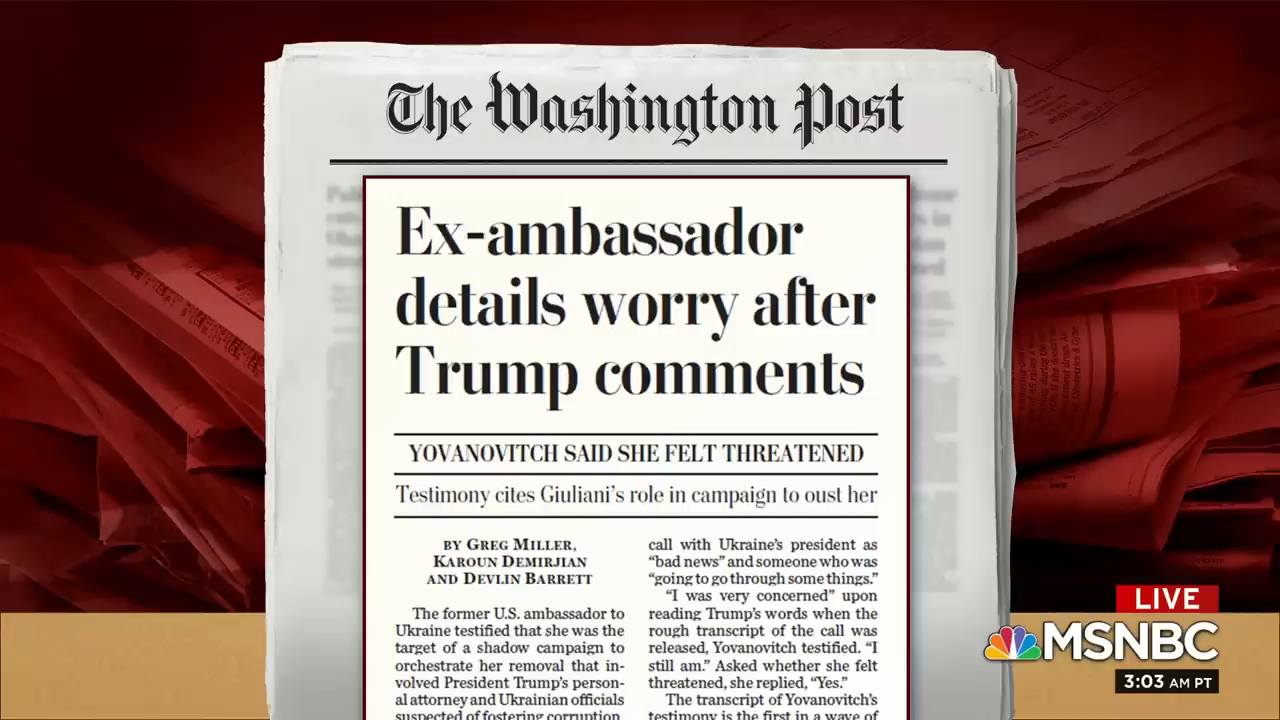 The Washington Post
Ex-ambassador
details worry after
Trump comments
YOVANOVITCH SAID SHE FELT THREATENED
Testimony cites Giuliani's role in campaign to oust her
BY GREG MILLER,
KAROUN DEMIRJIAN
AND DEVLIN BARRETT
The former U.S. ambassador to
Ukraine testified that she was the
target of a shadow campaign to
orchestrate her removal that in-
volved President Trump's person-
al attorney and Ukrainian officials
suspected of fostering corruption,
call with Ukraine's president as
“bad news” and someone who was
“going to go through some things.”
“I was very concerned” upon
reading Trump's words when the
rough transcript of the call was
released, Yovanovitch testified. “I
still am.” Asked whether she felt
threatened, she replied, “Yes.”
The transcript of Yovanovitch's
testimony is the first in a wave of
LIVE
MSNBC
3:03 AM PT